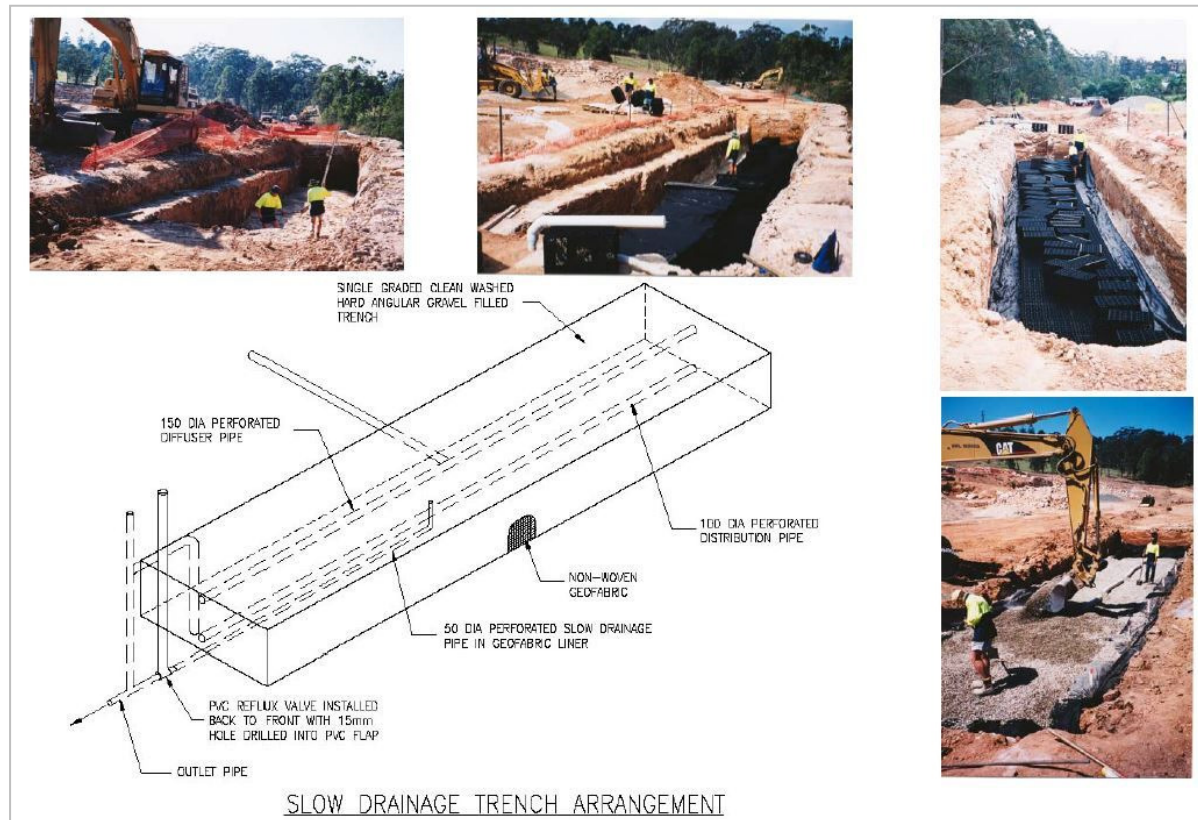 SINGLE GRADED CLEAN WASHED
HARD ANGULAR GRAVEL FILLED
TRENCH
150 DIA PERFORATED
DIFFUSER PIPE
100 DIA PERFORATED
DISTRIBUTION PIPE
NON-WOVEN
GEOFABRIC
50 DIA PERFORATED SLOW DRAINAGE
PIPE IN GEOFABRIC LINER
PVC REFLUX VALVE INSTALLED
BACK TO FRONT WITH 15mm
HOLE DRILLED INTO PVC FLAP
OUTLET PIPE
SLOW DRAINAGE TRENCH ARRANGEMENT
CAT